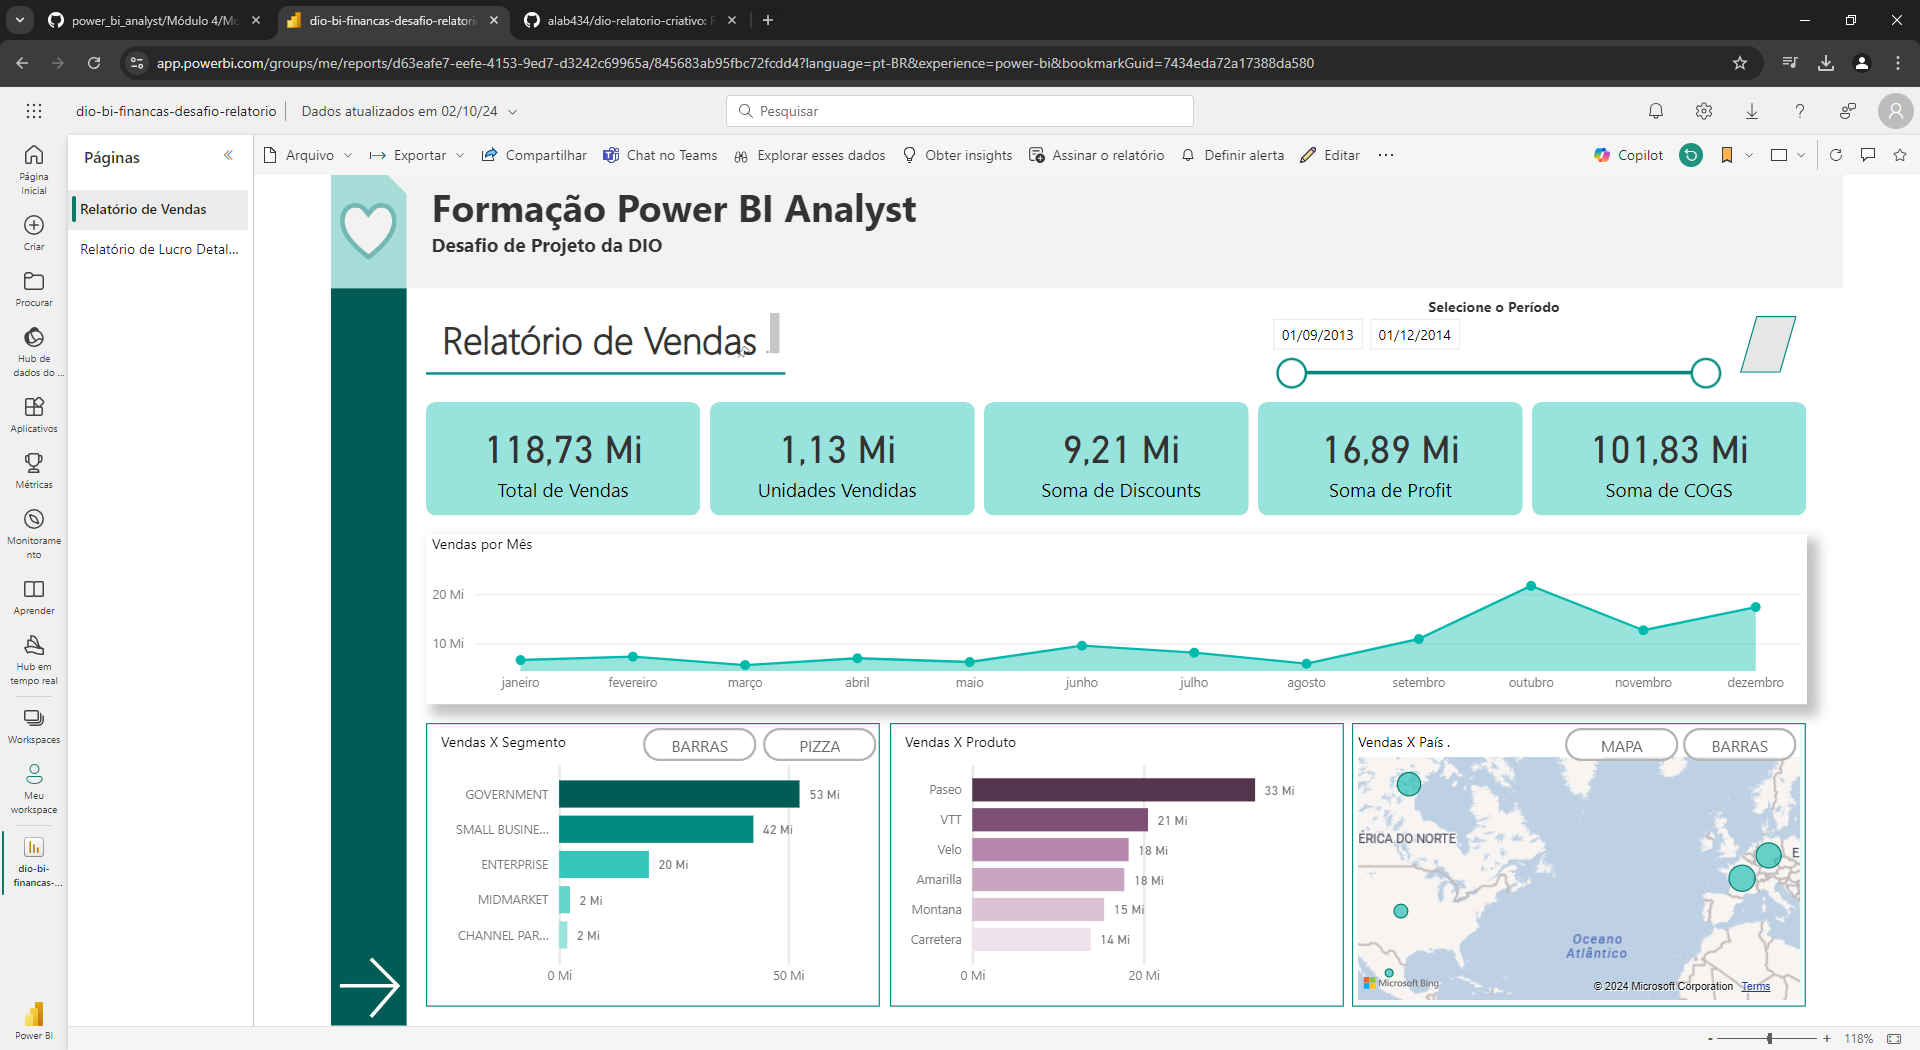 power_bi_analyst/Módulo 4/Mo
dio-bi-financas-desafio-relatorio
alab434/dio-relatorio-criativo: R
app.powerbi.com/groups/me/reports/d63eafe7-eefe-4153-9ed7-d3242c69965a/845683ab95fbc72fcdd4?language=pt-BR&experience=power-bi&bookmarkGuid=7434eda72a17388da580
dio-bi-financas-desafio-relatorio
Dados atualizados em 02/10/24
Pesquisar
Página
Inicial
Criar
Procurar
Hub de
dados do ...
Aplicativos
Métricas
Monitorame
nto
Aprender
Hub em
tempo real
Workspaces
Meu
workspace
dio-bi-
financas-...
Power BI
Páginas
Relatório de Vendas
Relatório de Lucro Detal...
Arquivo
Exportar
Compartilhar
Chat no Teams
Explorar esses dados
Obter insights
Assinar o relatório
Definir alerta
Editar
Copilot
Formação Power BI Analyst
Desafio de Projeto da DIO
Relatório de Vendas
Selecione o Período
01/09/2013
01/12/2014
118,73 Mi
Total de Vendas
1,13 Mi
Unidades Vendidas
9,21 Mi
Soma de Discounts
16,89 Mi
Soma de Profit
101,83 Mi
Soma de COGS
Vendas por Mês
20 Mi
10 Mi
janeiro fevereiro março abril maio junho julho agosto setembro outubro novembro dezembro
Vendas X Segmento
BARRAS
PIZZA
GOVERNMENT 53 Mi
SMALL BUSINE... 42 Mi
ENTERPRISE 20 Mi
MIDMARKET 2 Mi
CHANNEL PAR... 2 Mi
0 Mi 50 Mi
Vendas X Produto
Paseo 33 Mi
VTT 21 Mi
Velo 18 Mi
Amarilla 18 Mi
Montana 15 Mi
Carretera 14 Mi
0 Mi 20 Mi
Vendas X País .
MAPA
BARRAS
ÉRICA DO NORTE
E
Oceano
Atlântico
Microsoft Bing
© 2024 Microsoft Corporation Terms
- + 118%